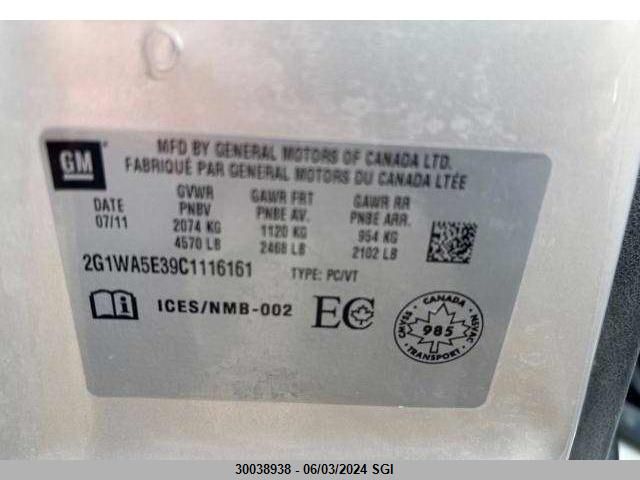 GM
MFD BY GENERAL MOTORS OF CANADA LTD.
FABRIQUÉ PAR GENERAL MOTORS DU CANADA LTÉE
DATE GVWR GAWR FRT GAWR RR
07/11 PNBV PNBE AV. PNBE ARR.
2074 KG 1120 KG 954 KG
4570 LB 2468 LB 2102 LB
2G1WA5E39C1116161 TYPE: PC/VT
i ICES/NMB-002 EC
CANADA
CMVSS 985 NSVAC
TRANSPORT
30038938 - 06/03/2024 SGI